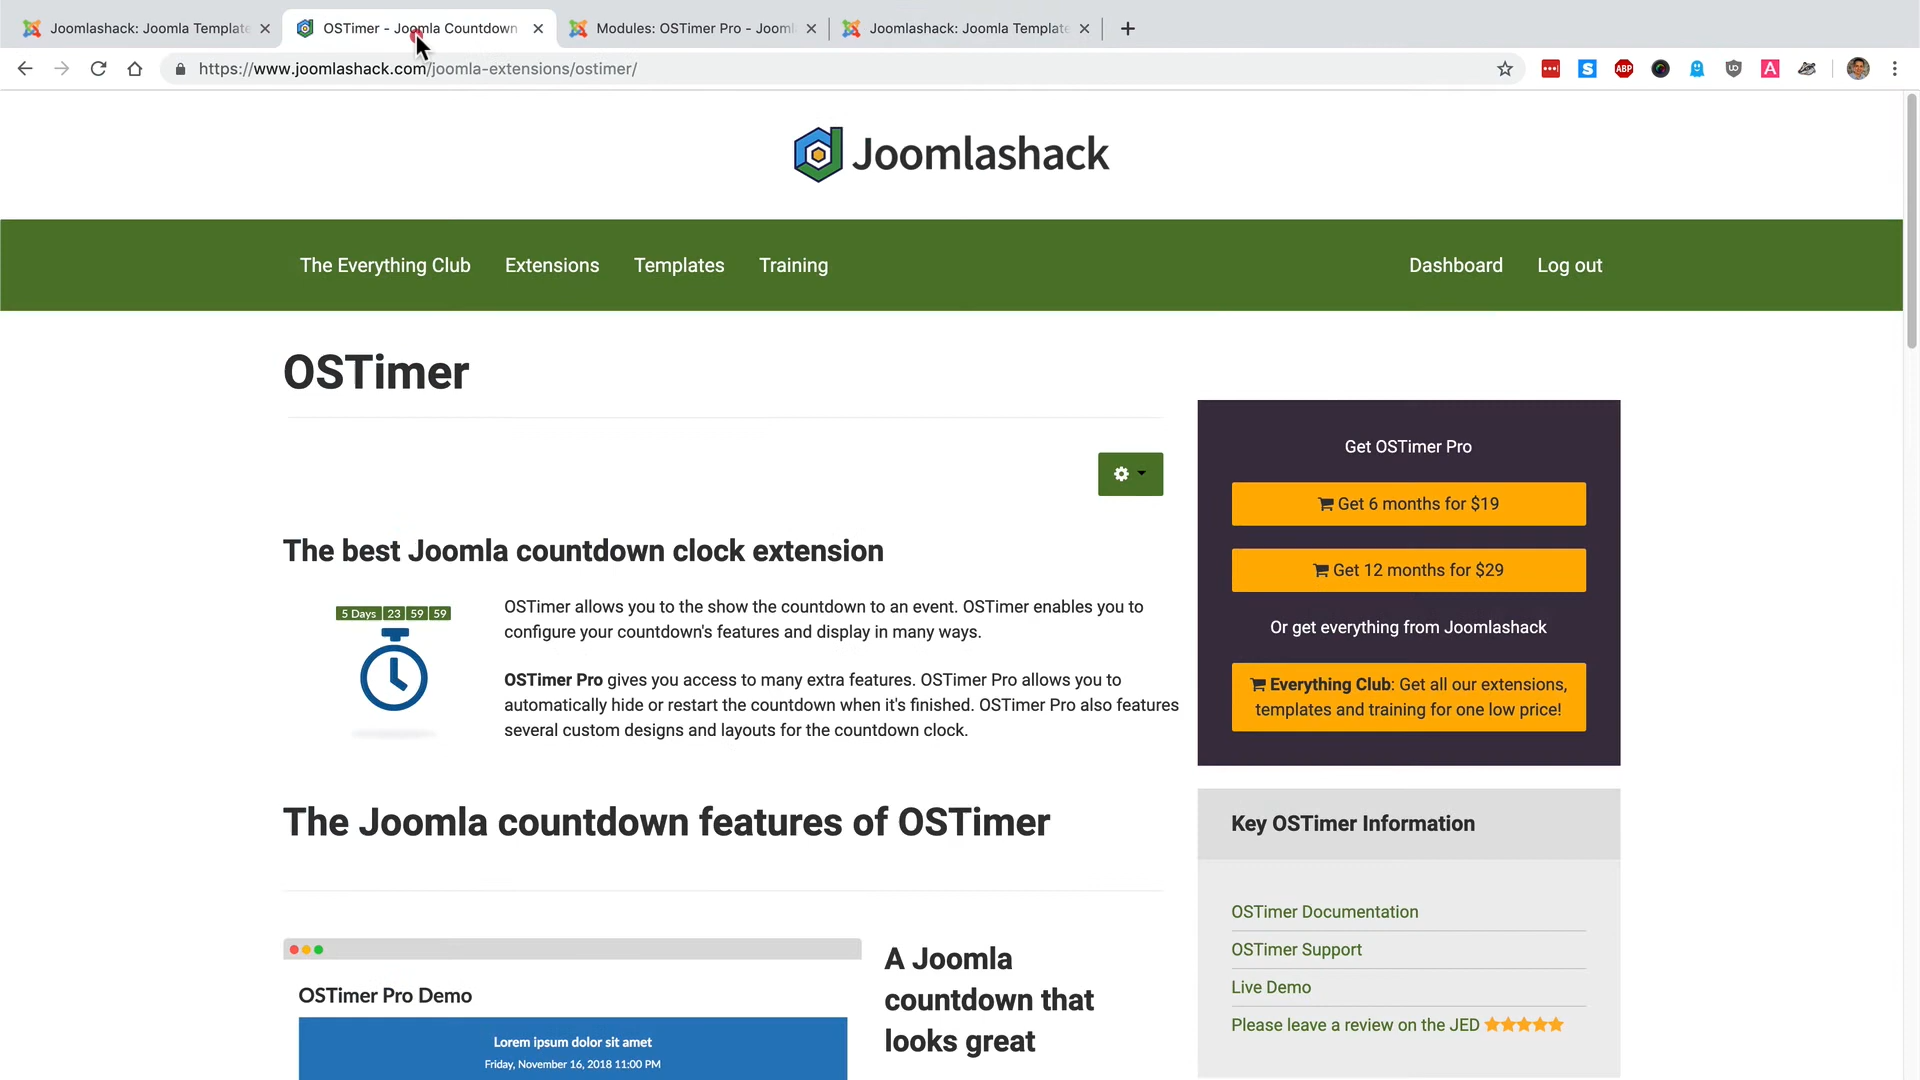 Joomlashack: Joomla Template
OSTimer - Joomla Countdown
Modules: OSTimer Pro - Jooml
Joomlashack: Joomla Template
https://www.joomlashack.com/joomla-extensions/ostimer/
ABP
Joomlashack
The Everything Club
Extensions
Templates
Training
Dashboard
Log out
OSTimer
The best Joomla countdown clock extension
5 Days 23 59 59
OSTimer allows you to the show the countdown to an event. OSTimer enables you to
configure your countdown's features and display in many ways.
OSTimer Pro gives you access to many extra features. OSTimer Pro allows you to
automatically hide or restart the countdown when it's finished. OSTimer Pro also features
several custom designs and layouts for the countdown clock.
The Joomla countdown features of OSTimer
OSTimer Pro Demo
Lorem ipsum dolor sit amet
Friday, November 16, 2018 11:00 PM
A Joomla
countdown that
looks great
Get OSTimer Pro
Get 6 months for $19
Get 12 months for $29
Or get everything from Joomlashack
Everything Club: Get all our extensions,
templates and training for one low price!
Key OSTimer Information
OSTimer Documentation
OSTimer Support
Live Demo
Please leave a review on the JED